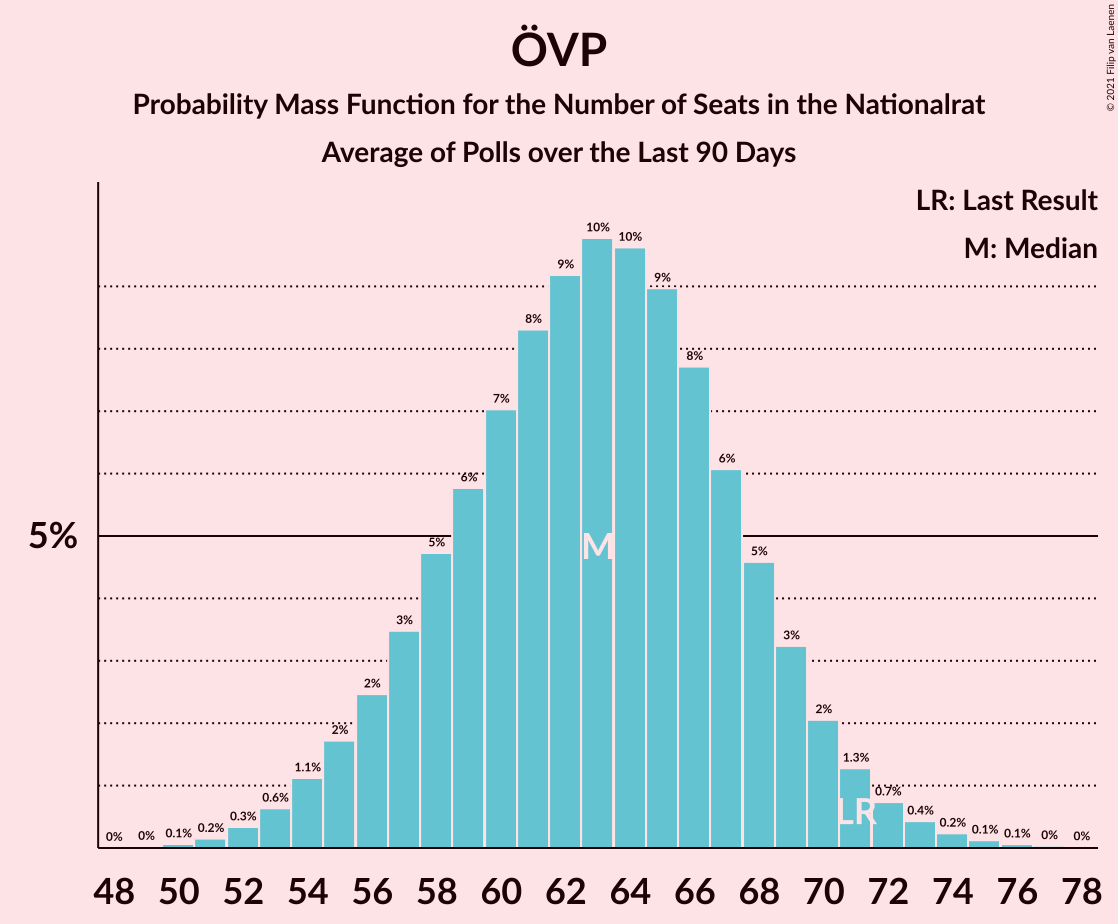 ÖVP
Probability Mass Function for the Number of Seats in the Nationalrat
Average of Polls over the Last 90 Days
© 2021 Filip van Laenen
LR: Last Result
M: Median
5%
0% 0% 0.1% 0.2% 0.3% 0.6% 1.1% 2% 2% 3% 5% 6% 7% 8% 9% 10% 10% 9% 8% 6% 5% 3% 2% 1.3% 0.7% 0.4% 0.2% 0.1% 0.1% 0% 0%
M
LR
48 50 52 54 56 58 60 62 64 66 68 70 72 74 76 78